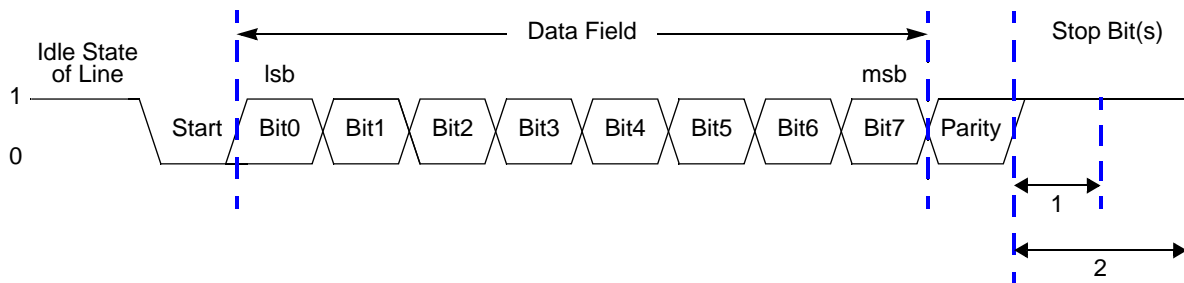 Data Field
Stop Bit(s)
Idle State
of Line
lsb
msb
1
Start
Bit0
Bit1
Bit2
Bit3
Bit4
Bit5
Bit6
Bit7
Parity
0
1
2